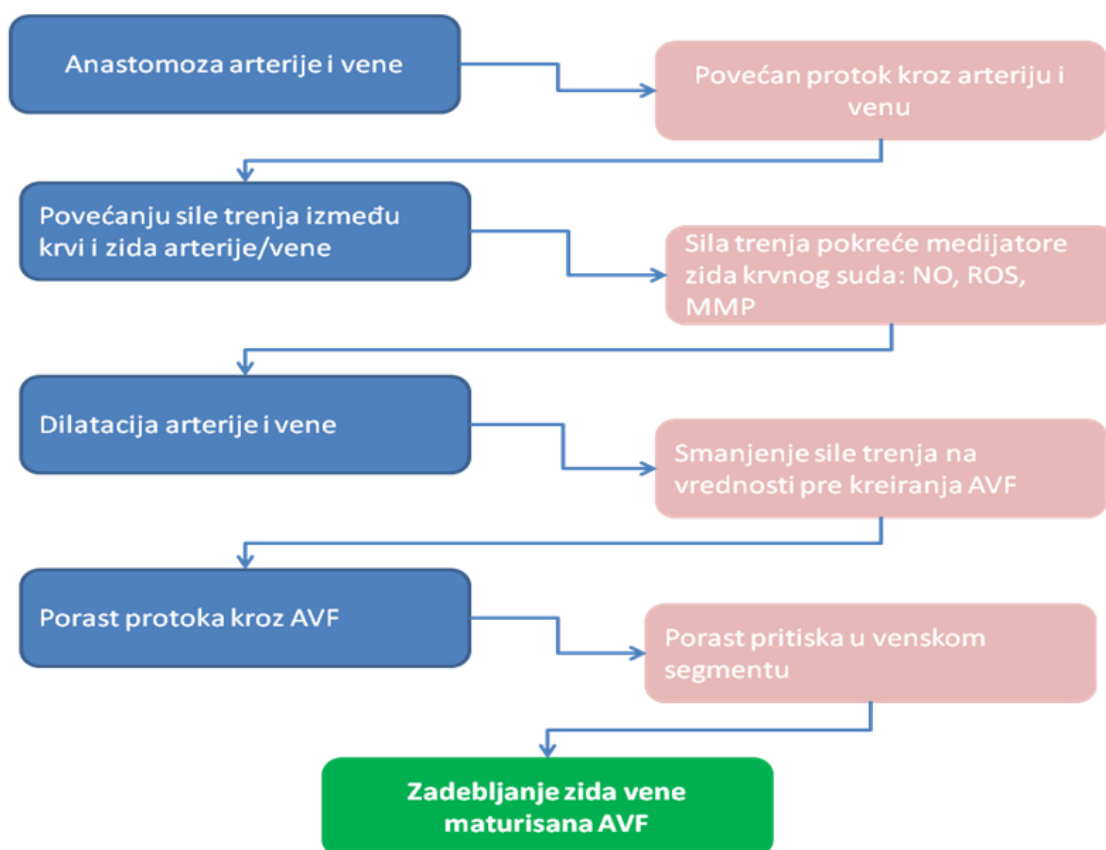 Anastomoza arterije i vene
Povećan protok kroz arteriju i
venu
Povećanju sile trenja između
krvi i zida arterije/vene
Sila trenja pokreće medijatore
zida krvnog suda: NO, ROS,
MMP
Dilatacija arterije i vene
Smanjenje sile trenja na
vrednosti pre kreiranja AVF
Porast protoka kroz AVF
Porast pritiska u venskom
segmentu
Zadebljanje zida vene
maturisana AVF